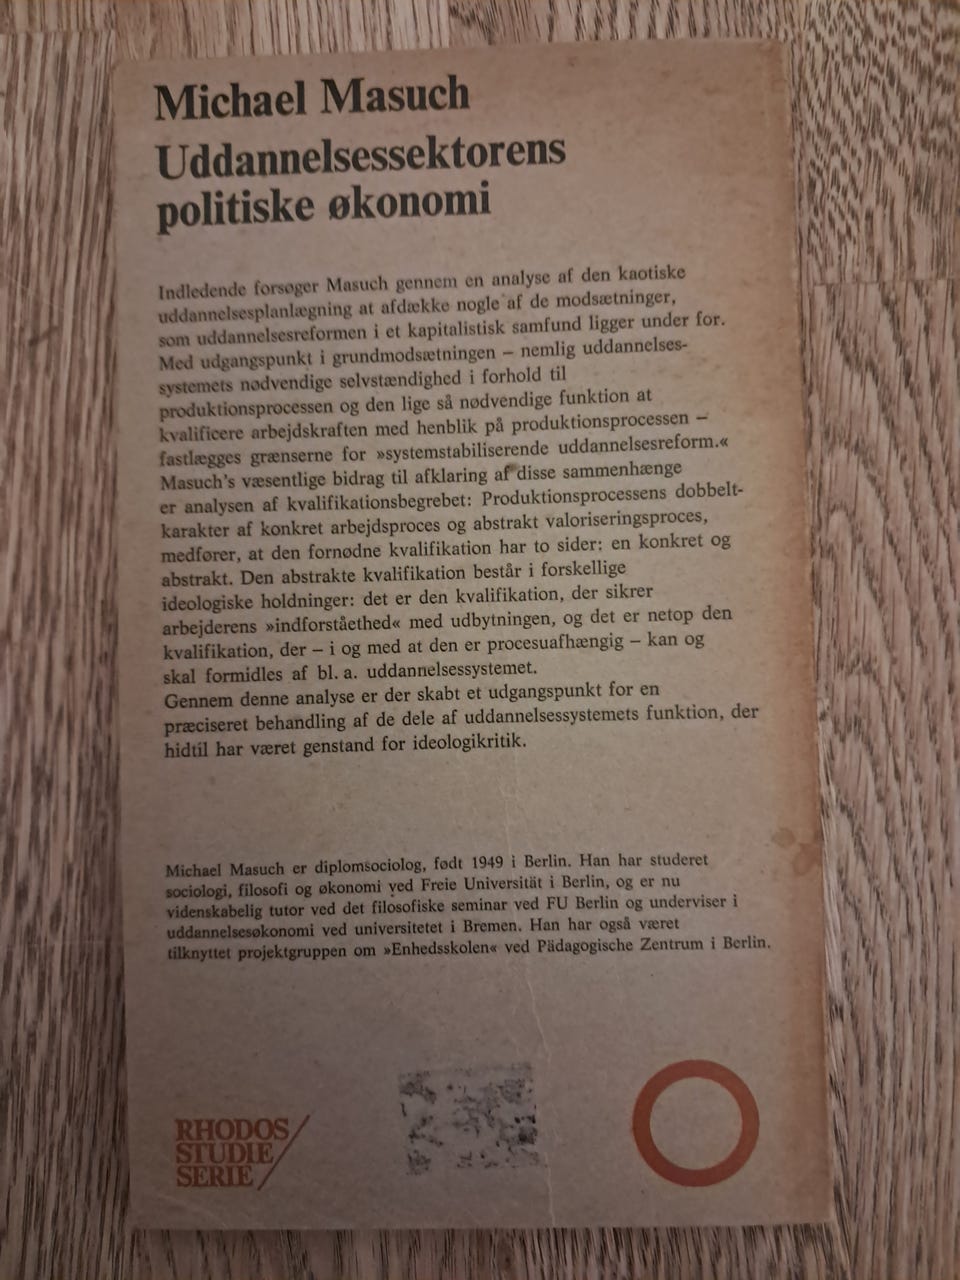 Michael Masuch
Uddannelsessektorens
politiske økonomi
Indledende forsøger Masuch gennem en analyse af den kaotiske
uddannelsesplanlægning at afdække nogle af de modsætninger,
som uddannelsesreformen i et kapitalistisk samfund ligger under for.
Med udgangspunkt i grundmodsætningen – nemlig uddannelses-
systemets nødvendige selvstændighed i forhold til
produktionsprocessen og den lige så nødvendige funktion at
kvalificere arbejdskraften med henblik på produktionsprocessen –
fastlægges grænserne for »systemstabiliserende uddannelsesreform.«
Masuch's væsentlige bidrag til afklaring af disse sammenhænge
er analysen af kvalifikationsbegrebet: Produktionsprocessens dobbelt-
karakter af konkret arbejdsproces og abstrakt valoriseringsproces,
medfører, at den fornødne kvalifikation har to sider: en konkret og
abstrakt. Den abstrakte kvalifikation består i forskellige
ideologiske holdninger: det er den kvalifikation, der sikrer
arbejderens »indforståethed« med udbytningen, og det er netop den
kvalifikation, der – i og med at den er procesuafhængig – kan og
skal formidles af bl. a. uddannelsessystemet.
Gennem denne analyse er der skabt et udgangspunkt for en
præciseret behandling af de dele af uddannelsessystemets funktion, der
hidtil har været genstand for ideologikritik.
Michael Masuch er diplomsociolog, født 1949 i Berlin. Han har studeret
sociologi, filosofi og økonomi ved Freie Universität i Berlin, og er nu
videnskabelig tutor ved det filosofiske seminar ved FU Berlin og underviser i
uddannelsesøkonomi ved universitetet i Bremen. Han har også været
tilknyttet projektgruppen om »Enhedsskolen« ved Pädagogische Zentrum i Berlin.
RHODOS
STUDIE
SERIE